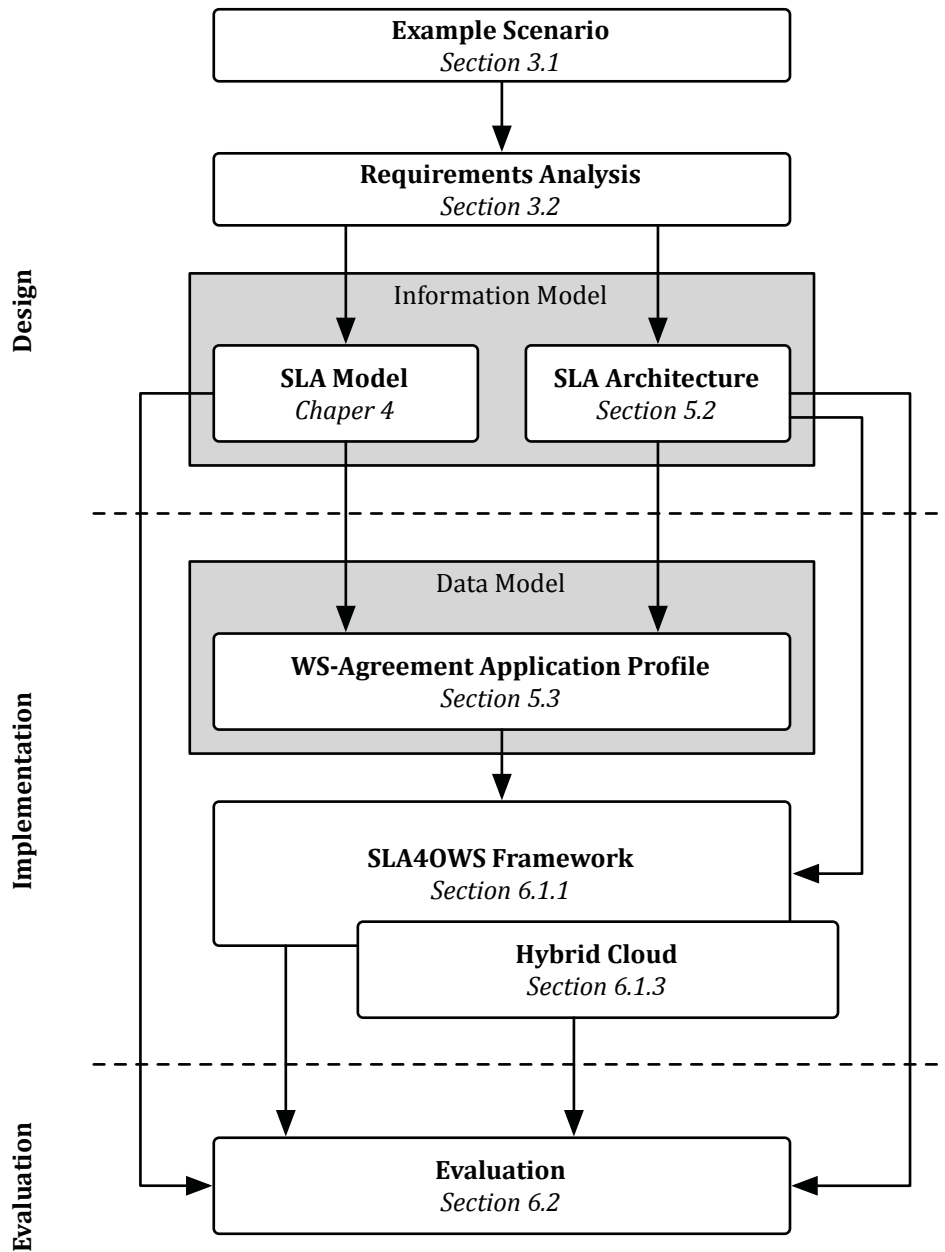 Example Scenario
Section 3.1
Requirements Analysis
Section 3.2
Design
Information Model
SLA Model
Chaper 4
SLA Architecture
Section 5.2
Implementation
Data Model
WS-Agreement Application Profile
Section 5.3
SLA4OWS Framework
Section 6.1.1
Hybrid Cloud
Section 6.1.3
Evaluation
Evaluation
Section 6.2